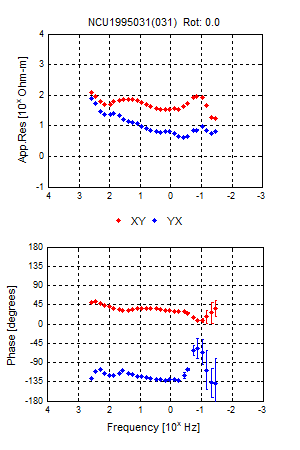 NCU1995031(031) Rot: 0.0
App.Res [10^x Ohm-m]
4
3
2
1
0
-1
4 3 2 1 0 -1 -2 -3
XY YX
Phase [degrees]
180
135
90
45
0
-45
-90
-135
-180
4 3 2 1 0 -1 -2 -3
Frequency [10^x Hz]